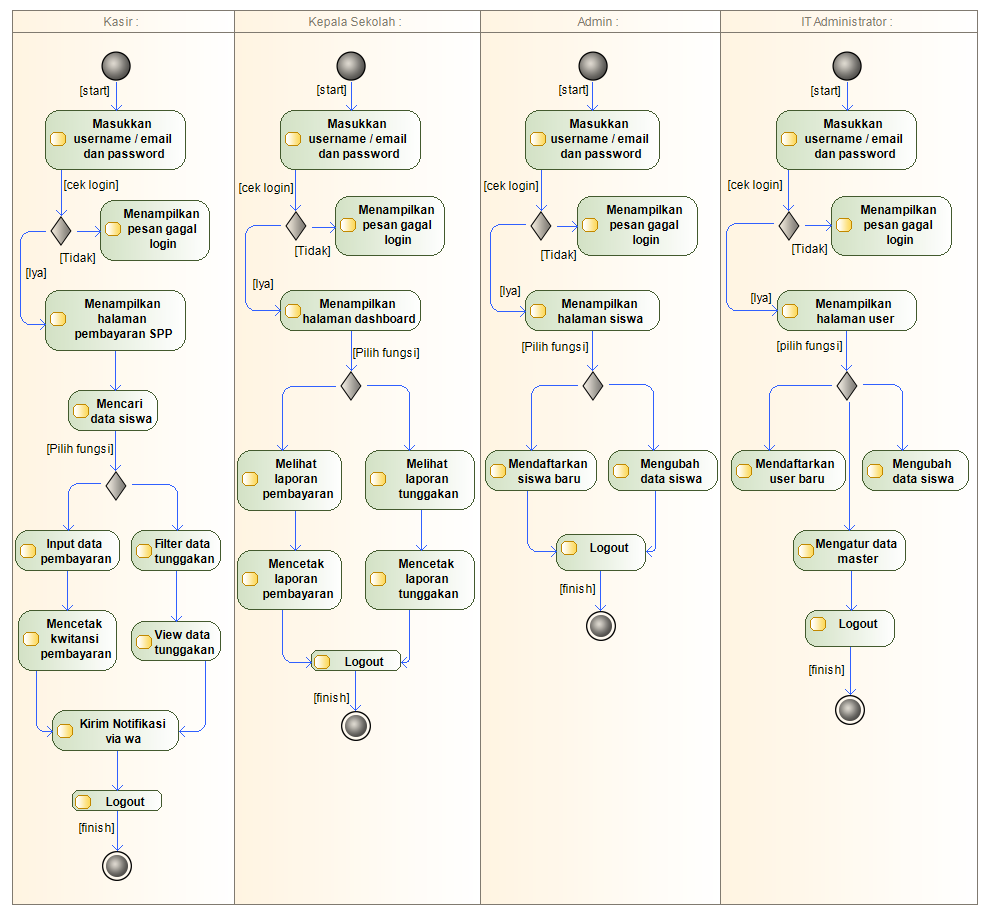 Kasir :
[start]
Masukkan
username / email
dan password
[cek login]
Menampilkan
pesan gagal
login
[Tidak]
[Iya]
Menampilkan
halaman
pembayaran SPP
Mencari
data siswa
[Pilih fungsi]
Input data
pembayaran
Filter data
tunggakan
Mencetak
kwitansi
pembayaran
View data
tunggakan
Kirim Notifikasi
via wa
Logout
[finish]
Kepala Sekolah :
[start]
Masukkan
username / email
dan password
[cek login]
Menampilkan
pesan gagal
login
[Tidak]
[Iya]
Menampilkan
halaman dashboard
[Pilih fungsi]
Melihat
laporan
pembayaran
Melihat
laporan
tunggakan
Mencetak
laporan
pembayaran
Mencetak
laporan
tunggakan
Logout
[finish]
Admin :
[start]
Masukkan
username / email
dan password
[cek login]
Menampilkan
pesan gagal
login
[Tidak]
[Iya]
Menampilkan
halaman siswa
[Pilih fungsi]
Mendaftarkan
siswa baru
Mengubah
data siswa
Logout
[finish]
IT Administrator :
[start]
Masukkan
username / email
dan password
[cek login]
Menampilkan
pesan gagal
login
[Tidak]
[Iya]
Menampilkan
halaman user
[pilih fungsi]
Mendaftarkan
user baru
Mengubah
data siswa
Mengatur data
master
Logout
[finish]